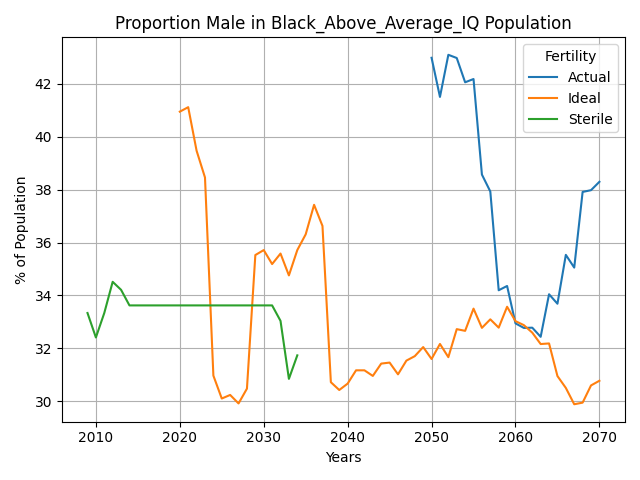 Proportion Male in Black_Above_Average_IQ Population
Fertility
Actual
Ideal
Sterile
% of Population
42
40
38
36
34
32
30
2010
2020
2030
2040
2050
2060
2070
Years